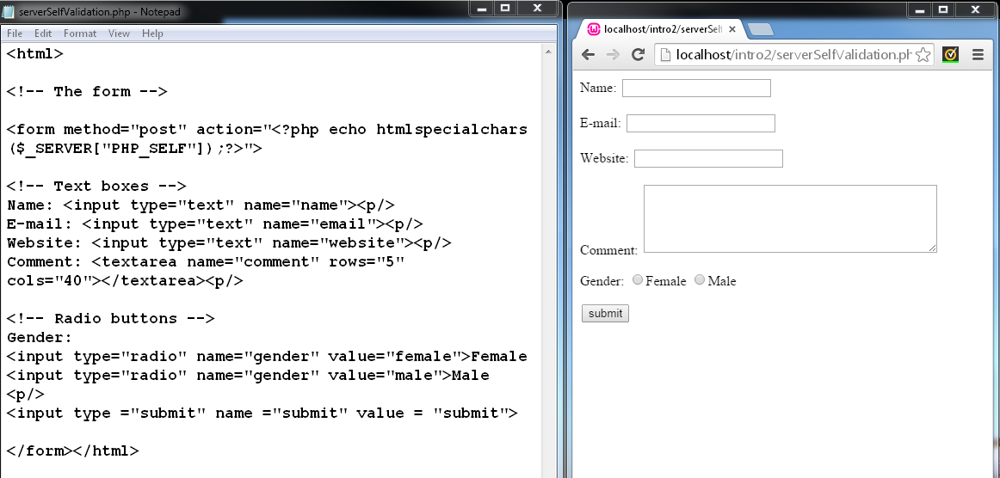 serverSelfValidation.php - Notepad
File Edit Format View Help
<html>
<!-- The form -->
<form method="post" action="<?php echo htmlspecialchars
($_SERVER["PHP_SELF"]);?>">
<!-- Text boxes -->
Name: <input type="text" name="name"><p/>
E-mail: <input type="text" name="email"><p/>
Website: <input type="text" name="website"><p/>
Comment: <textarea name="comment" rows="5"
cols="40"></textarea><p/>
<!-- Radio buttons -->
Gender:
<input type="radio" name="gender" value="female">Female
<input type="radio" name="gender" value="male">Male
<p/>
<input type ="submit" name ="submit" value = "submit">
</form></html>
localhost/intro2/serverSelf
localhost/intro2/serverSelfValidation.ph
Name:
E-mail:
Website:
Comment:
Gender: Female Male
submit